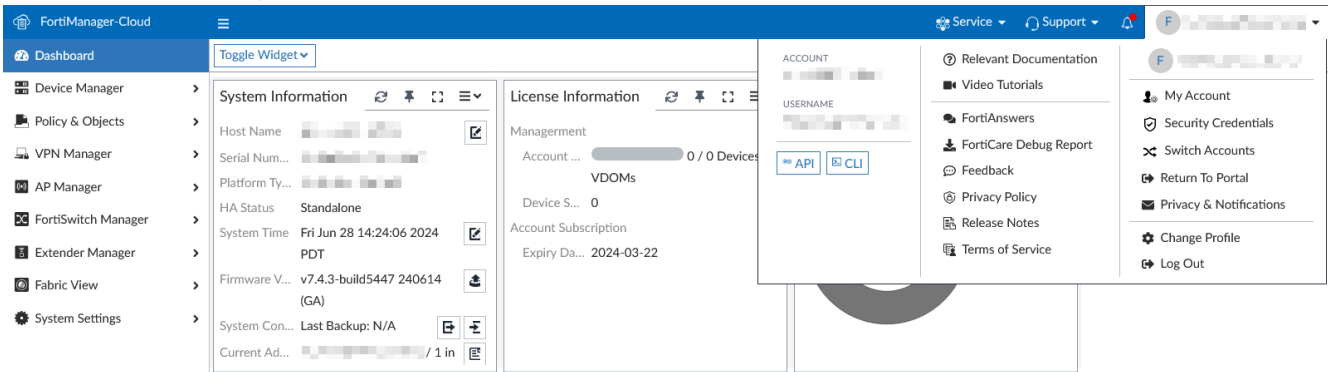 FortiManager-Cloud
Service
Support
F
Dashboard
Device Manager
Policy & Objects
VPN Manager
AP Manager
FortiSwitch Manager
Extender Manager
Fabric View
System Settings
Toggle Widget
System Information
Host Name
Serial Num...
Platform Ty...
HA Status Standalone
System Time Fri Jun 28 14:24:06 2024
PDT
Firmware V... v7.4.3-build5447 240614
(GA)
System Con... Last Backup: N/A
Current Ad... / 1 in
License Information
Managerment
Account ... 0 / 0 Devices
VDOMs
Device S... 0
Account Subscription
Expiry Da... 2024-03-22
ACCOUNT
USERNAME
API CLI
Relevant Documentation
Video Tutorials
FortiAnswers
FortiCare Debug Report
Feedback
Privacy Policy
Release Notes
Terms of Service
F
My Account
Security Credentials
Switch Accounts
Return To Portal
Privacy & Notifications
Change Profile
Log Out